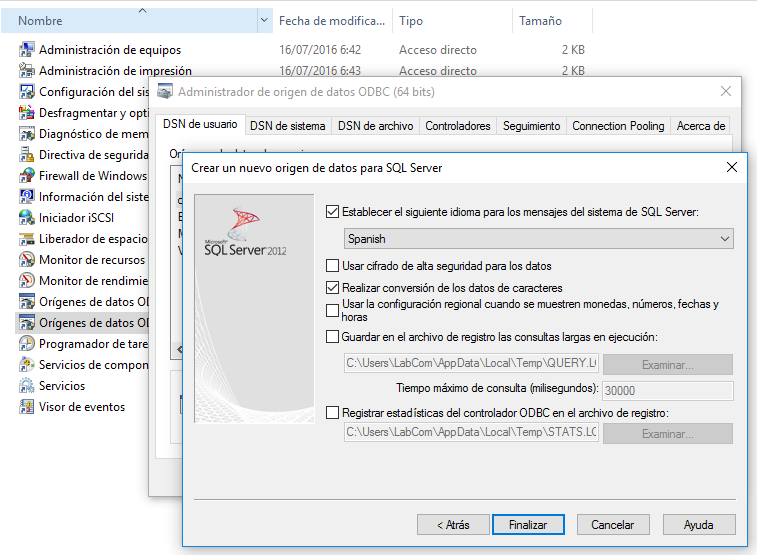 Nombre
Fecha de modifica...
Tipo
Tamaño
Administración de equipos
16/07/2016 6:42
Acceso directo
2 KB
Administración de impresión
16/07/2016 6:43
Acceso directo
2 KB
Configuración del sis
Desfragmentar y opti
Diagnóstico de mem
Directiva de segurida
Firewall de Windows
Información del sistem
Iniciador iSCSI
Liberador de espacio
Monitor de recursos
Monitor de rendimien
Orígenes de datos OD
Orígenes de datos OD
Programador de tare
Servicios de compon
Servicios
Visor de eventos
Administrador de origen de datos ODBC (64 bits)
DSN de usuario
DSN de sistema
DSN de archivo
Controladores
Seguimiento
Connection Pooling
Acerca de
Crear un nuevo origen de datos para SQL Server
Microsoft
SQL Server 2012
Establecer el siguiente idioma para los mensajes del sistema de SQL Server:
Spanish
Usar cifrado de alta seguridad para los datos
Realizar conversión de los datos de caracteres
Usar la configuración regional cuando se muestren monedas, números, fechas y
horas
Guardar en el archivo de registro las consultas largas en ejecución:
C:\Users\LabCom\AppData\Local\Temp\QUERY.LO
Examinar...
Tiempo máximo de consulta (milisegundos):
30000
Registrar estadísticas del controlador ODBC en el archivo de registro:
C:\Users\LabCom\AppData\Local\Temp\STATS.LO
Examinar...
< Atrás
Finalizar
Cancelar
Ayuda